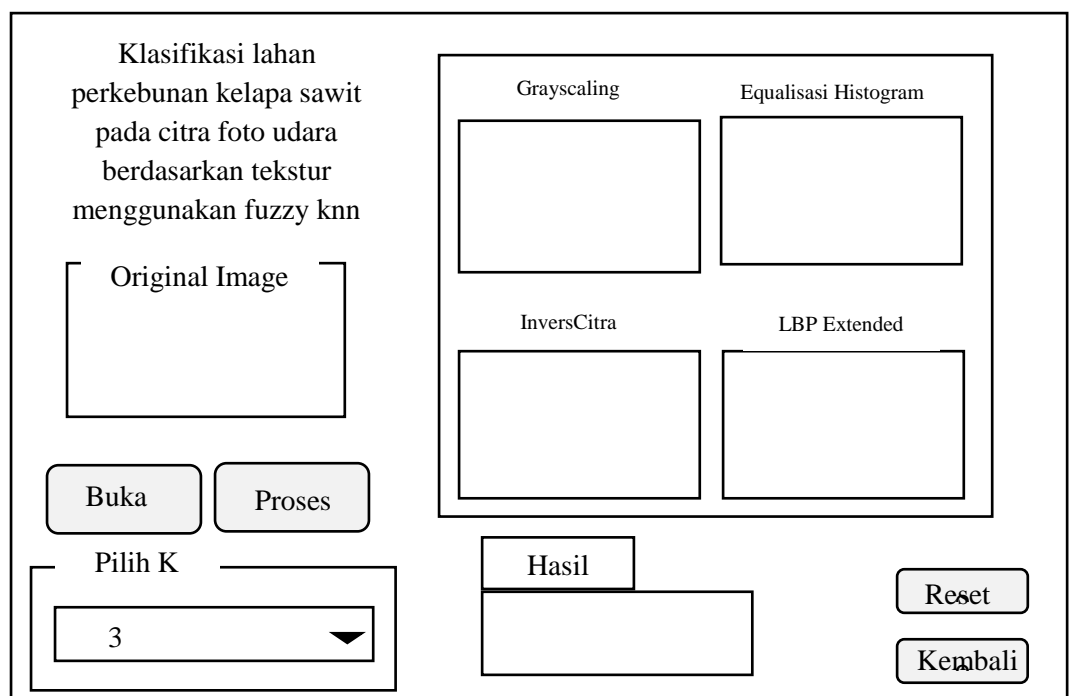 Klasifikasi lahan
perkebunan kelapa sawit
pada citra foto udara
berdasarkan tekstur
menggunakan fuzzy knn
Original Image
Buka
Proses
Pilih K
3
Grayscaling
Equalisasi Histogram
InversCitra
LBP Extended
Hasil
Reset
Kembali